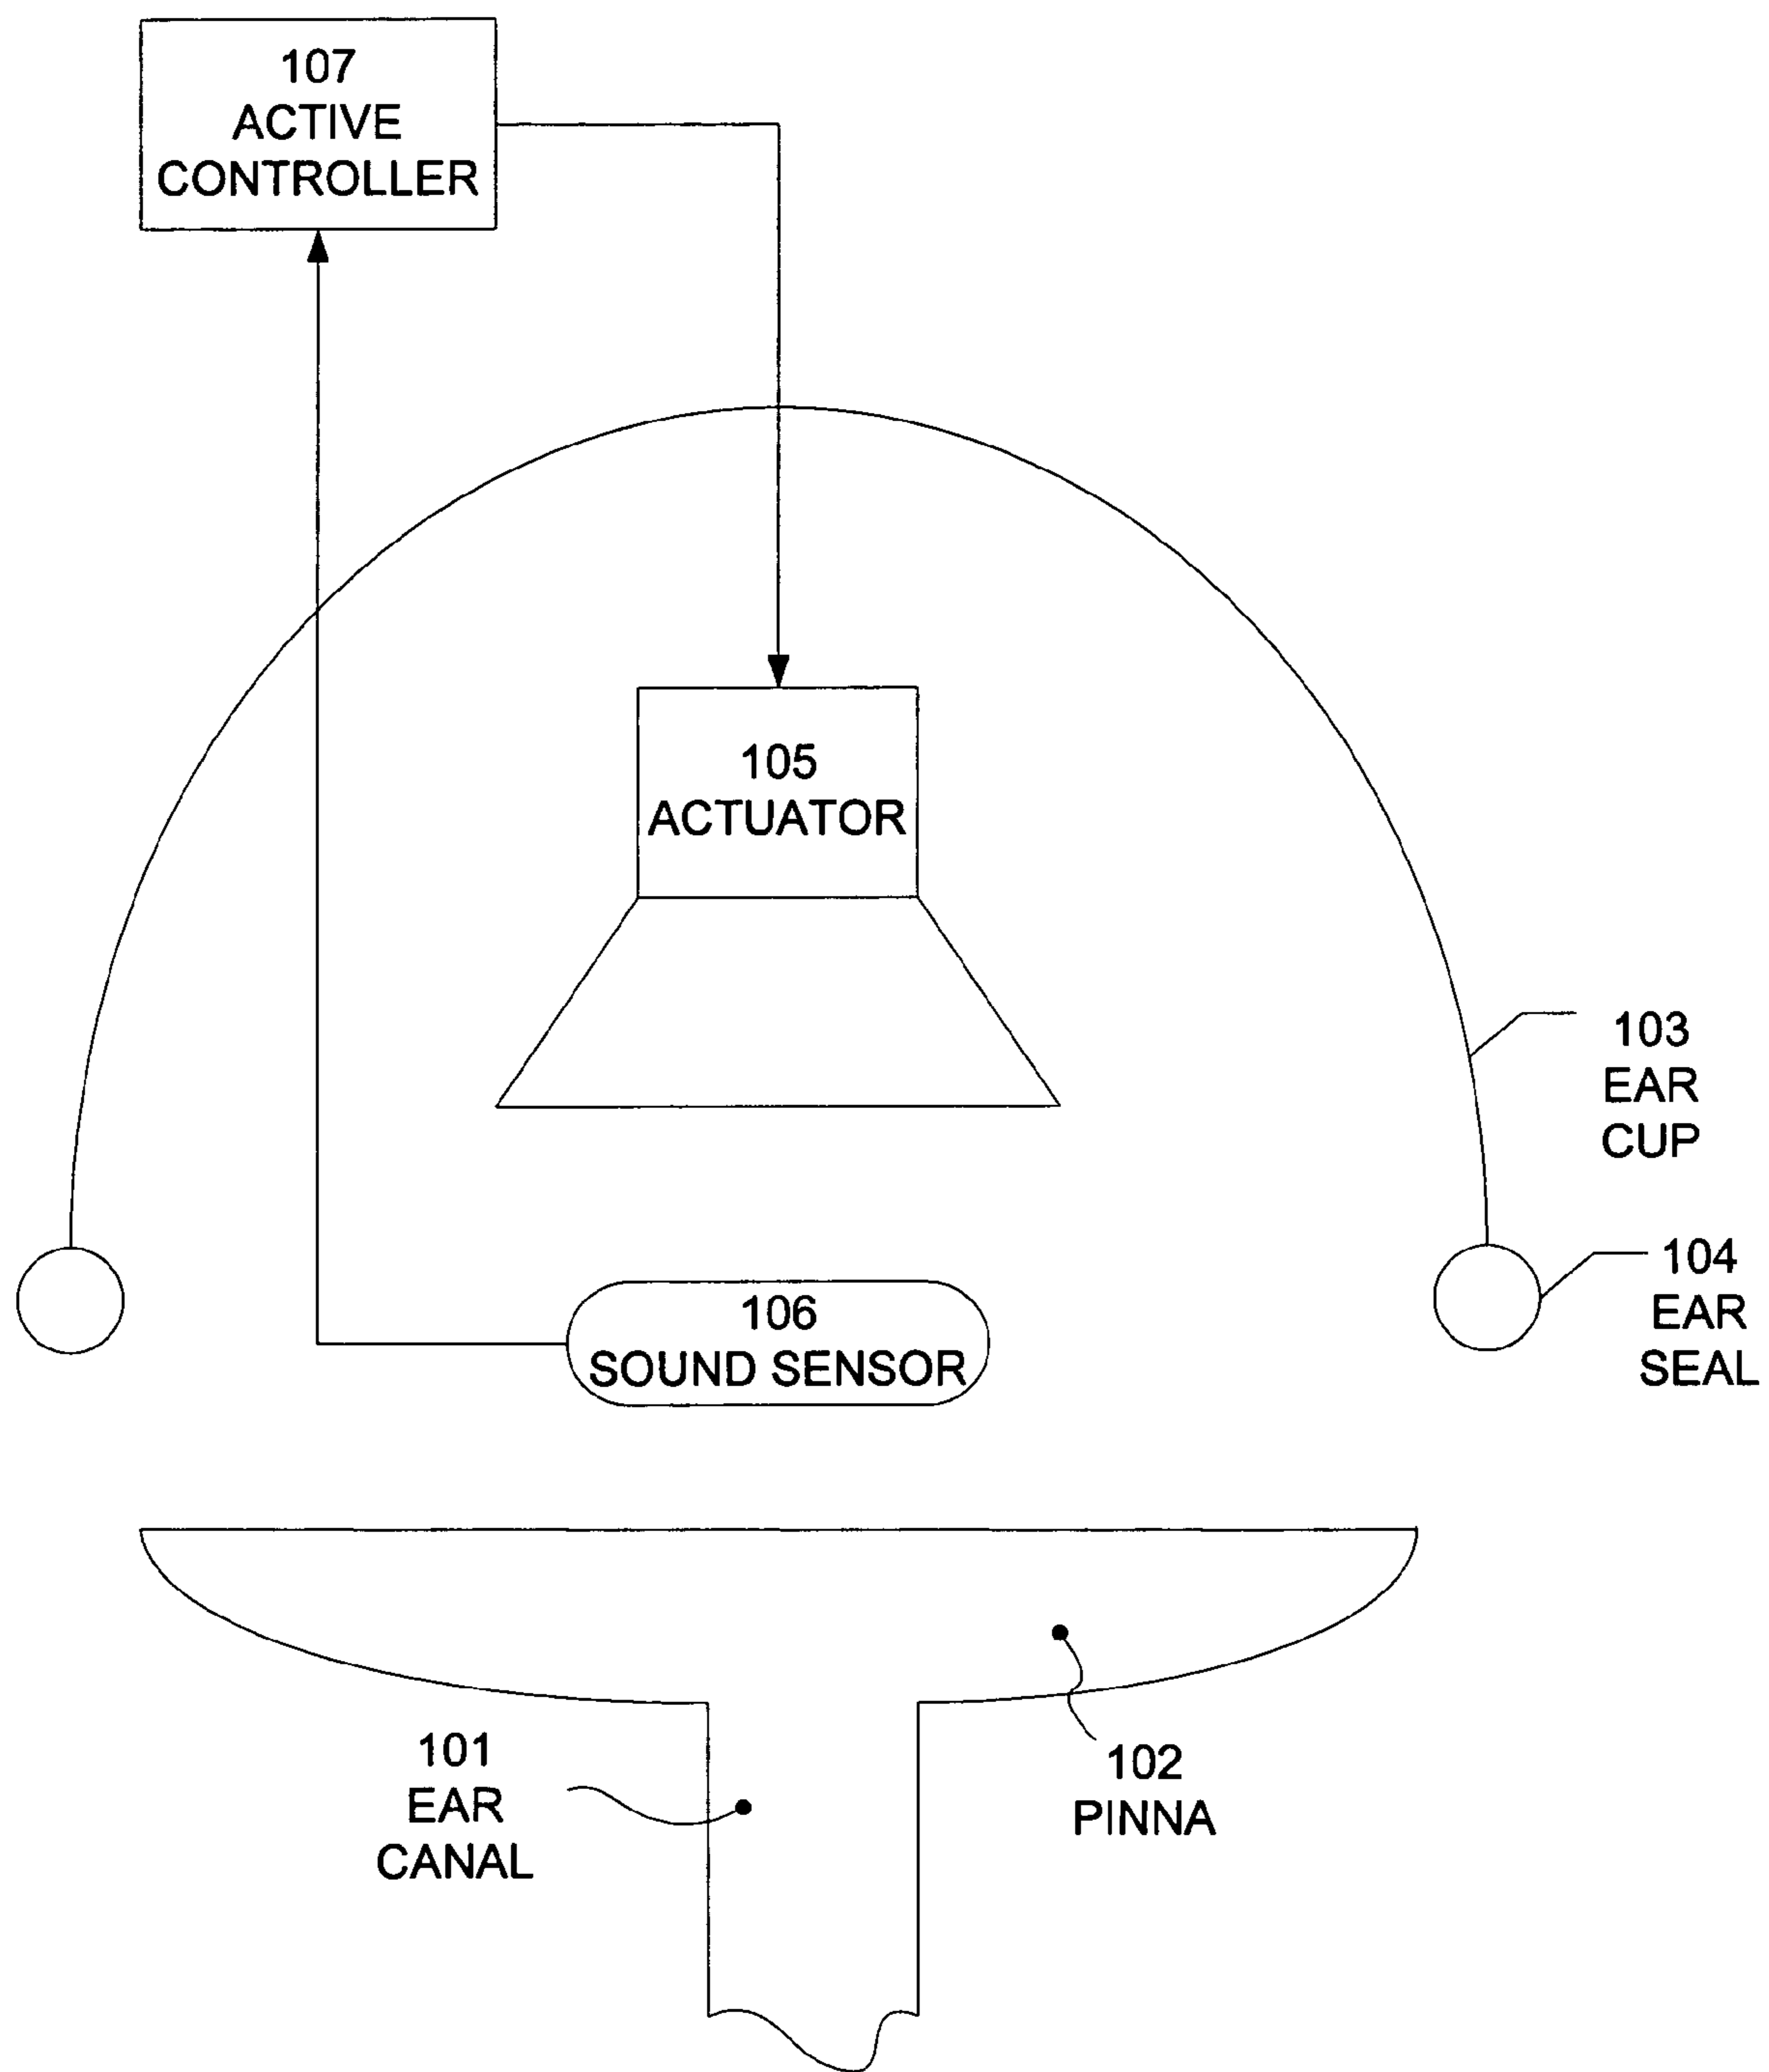 107
ACTIVE
CONTROLLER
105
ACTUATOR
103
EAR
CUP
104
EAR
SEAL
106
SOUND SENSOR
101
EAR
CANAL
102
PINNA